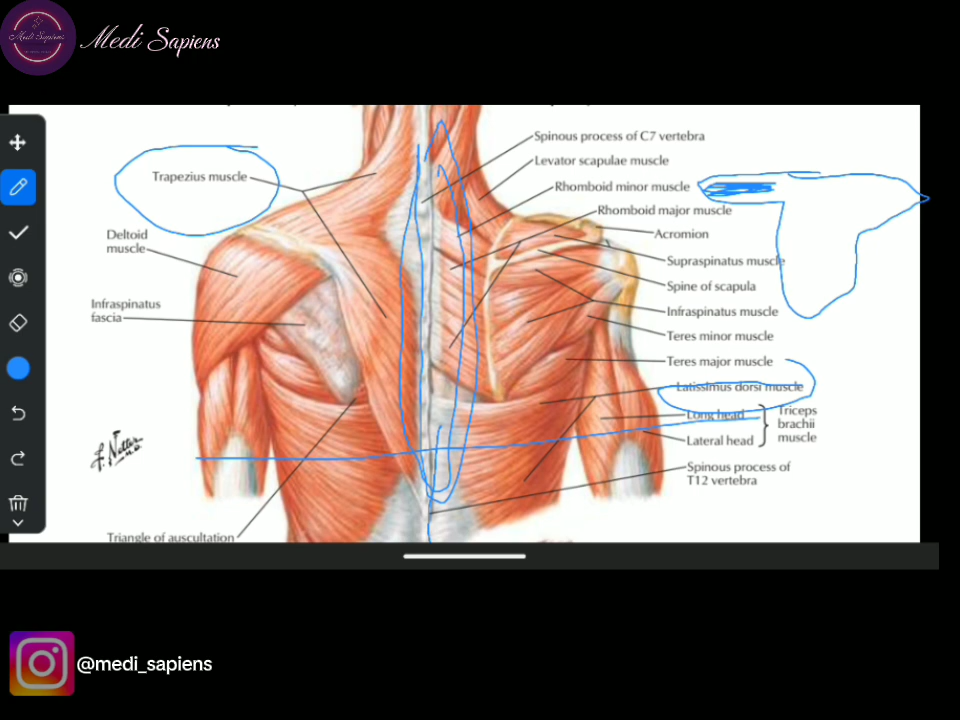 Medi Sapiens
Medi Sapiens
Spinous process of C7 vertebra
Levator scapulae muscle
Trapezius muscle
Rhomboid minor muscle
Rhomboid major muscle
Deltoid
muscle
Acromion
Supraspinatus muscle
Spine of scapula
Infraspinatus
fascia
Infraspinatus muscle
Teres minor muscle
Teres major muscle
Latissimus dorsi muscle
Long head
Lateral head
Triceps
brachii
muscle
Spinous process of
T12 vertebra
Triangle of auscultation
@medi_sapiens